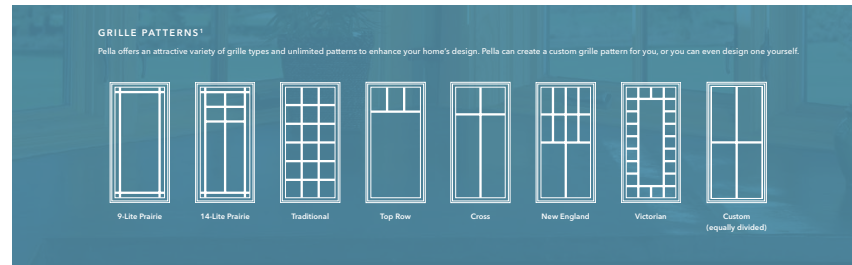 GRILLE PATTERNS¹
Pella offers an attractive variety of grille types and unlimited patterns to enhance your home's design. Pella can create a custom grille pattern for you, or you can even design one yourself.
9-Lite Prairie
14-Lite Prairie
Traditional
Top Row
Cross
New England
Victorian
Custom
(equally divided)